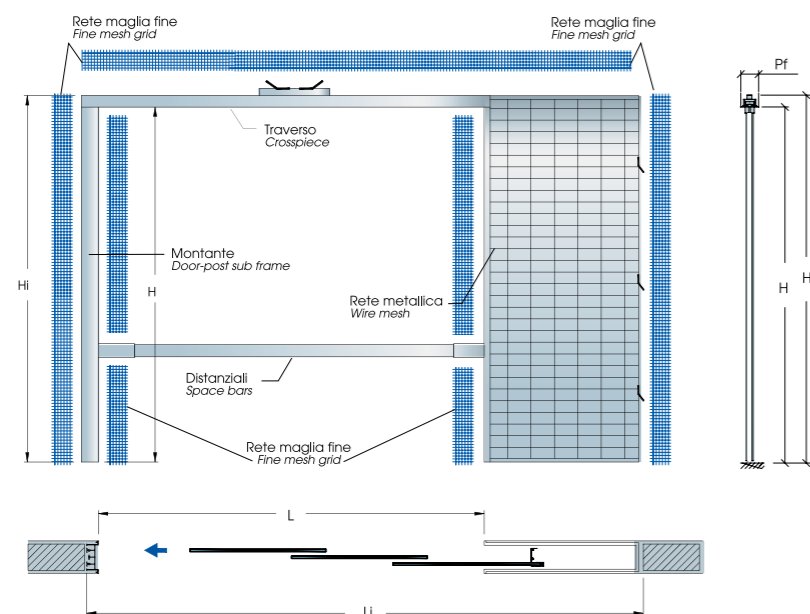 Rete maglia fine
Fine mesh grid
Rete maglia fine
Fine mesh grid
Pf
Traverso
Crosspiece
Montante
Door-post sub frame
Hi
H
Rete metallica
Wire mesh
H
H
Distanziali
Space bars
Rete maglia fine
Fine mesh grid
L
Li